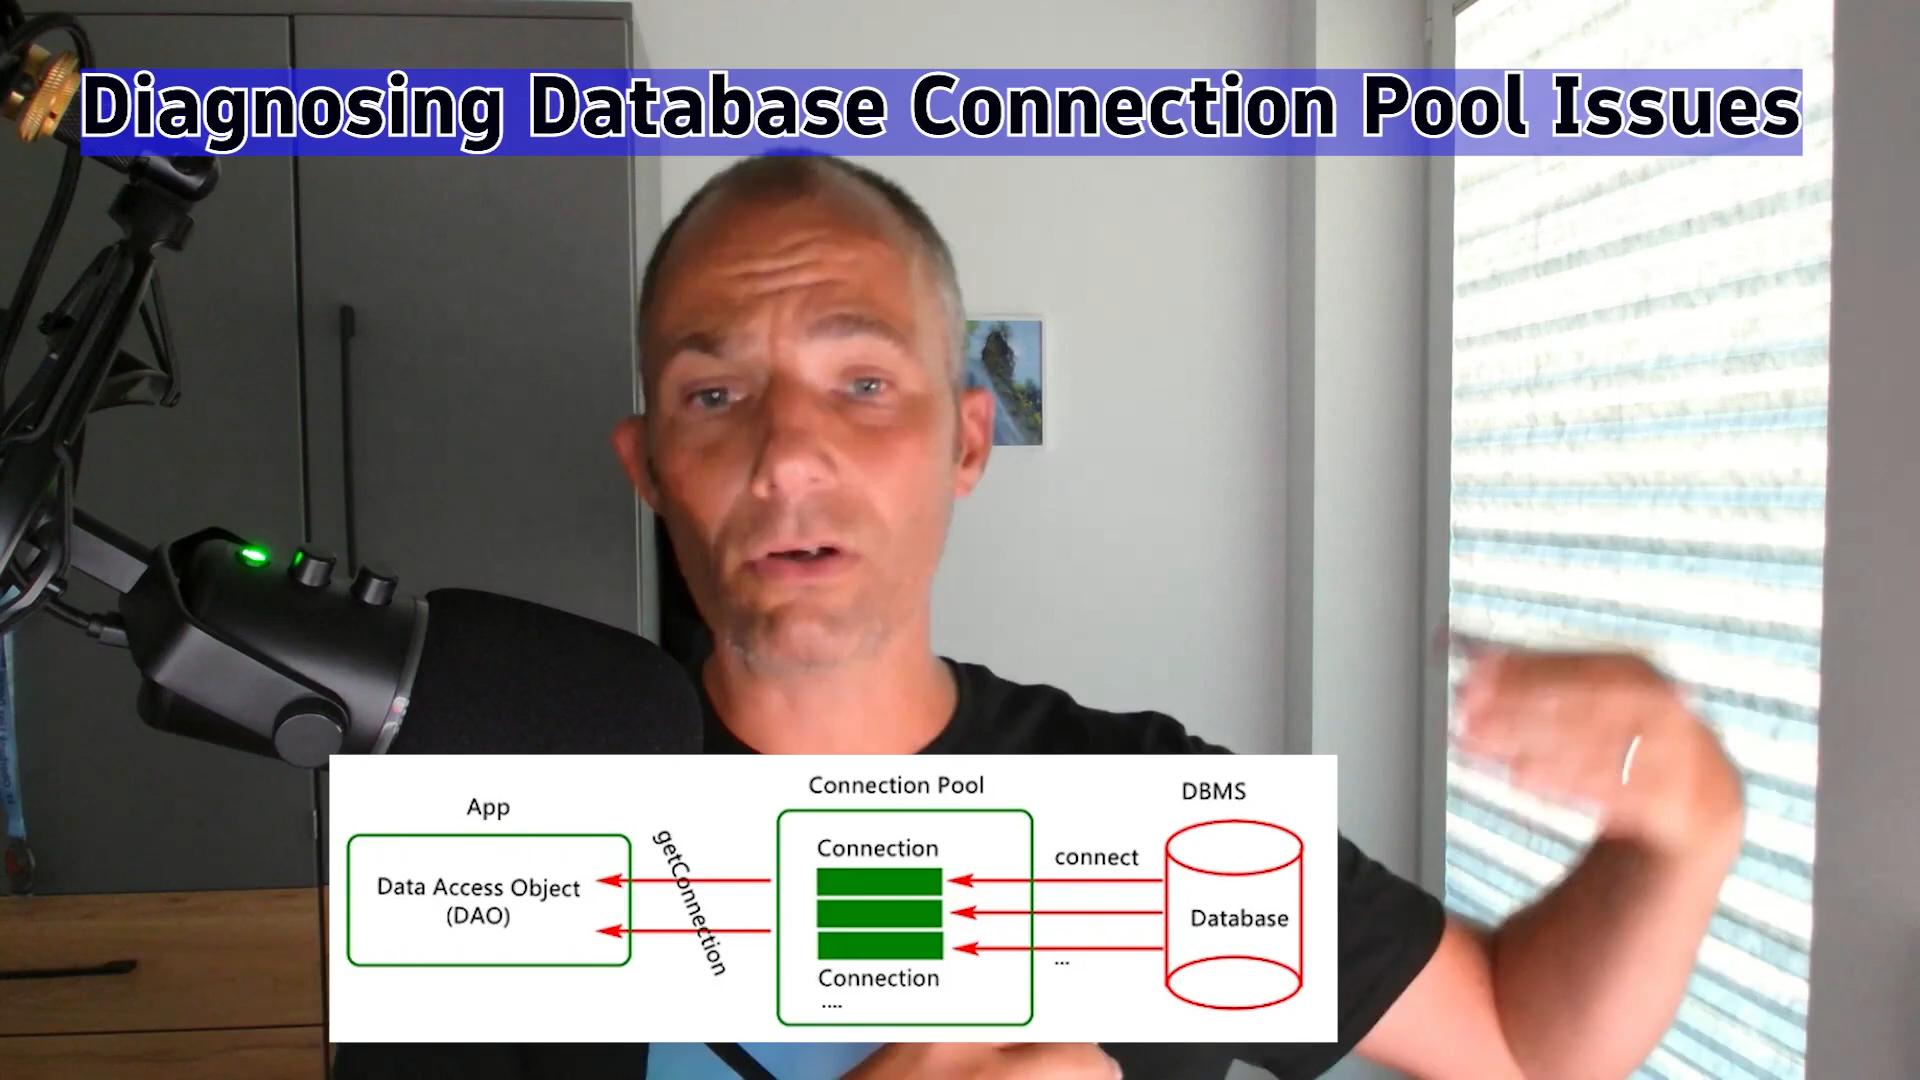 Diagnosing Database Connection Pool Issues
App
Data Access Object
(DAO)
getConnection
Connection Pool
Connection
Connection
....
connect
...
DBMS
Database